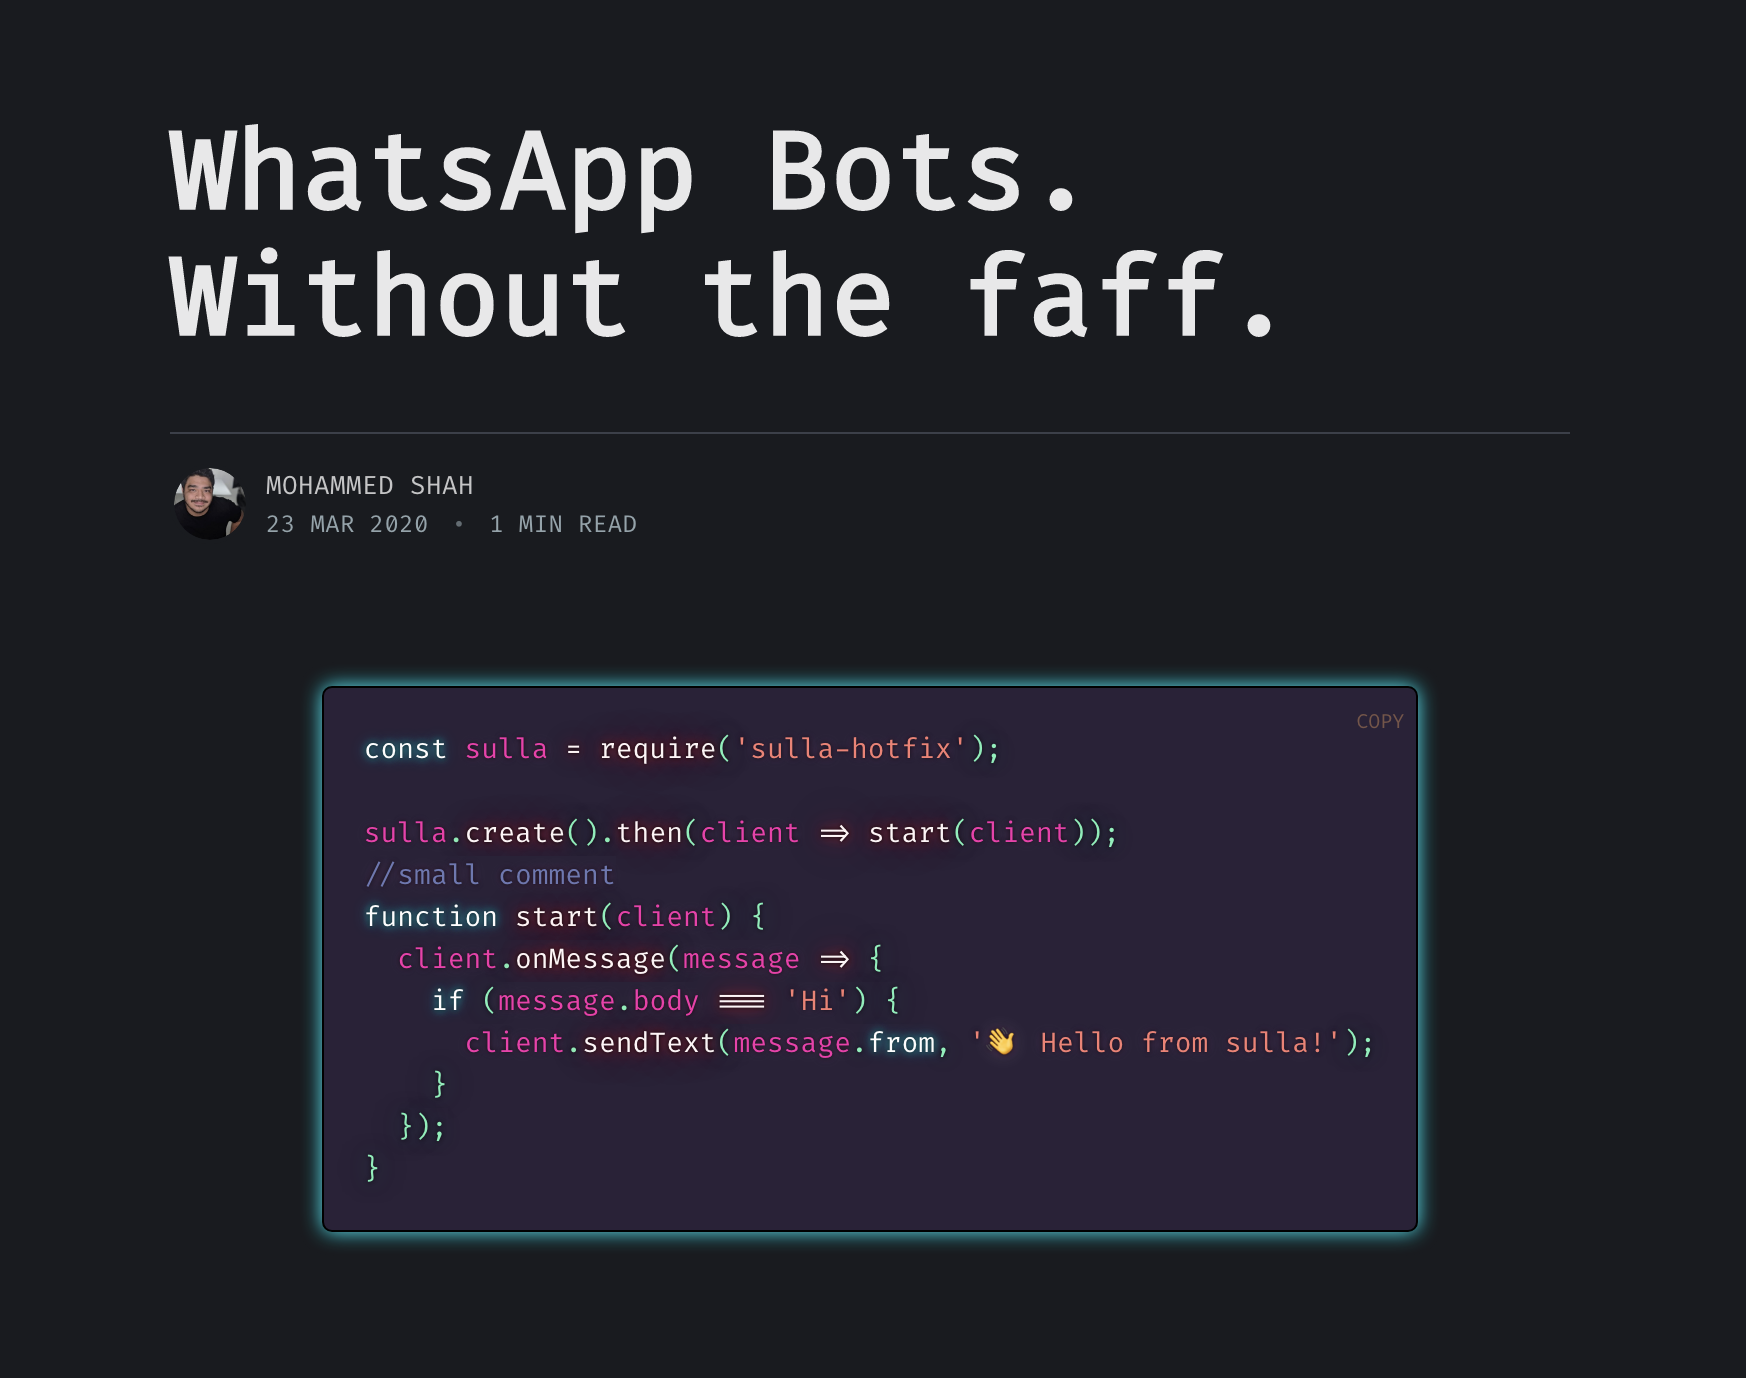 WhatsApp Bots.
Without the faff.
MOHAMMED SHAH
23 MAR 2020 • 1 MIN READ
COPY
const sulla = require('sulla-hotfix');
sulla.create().then(client => start(client));
//small comment
function start(client) {
  client.onMessage(message => {
    if (message.body === 'Hi') {
      client.sendText(message.from, '👋 Hello from sulla!');
    }
  });
}